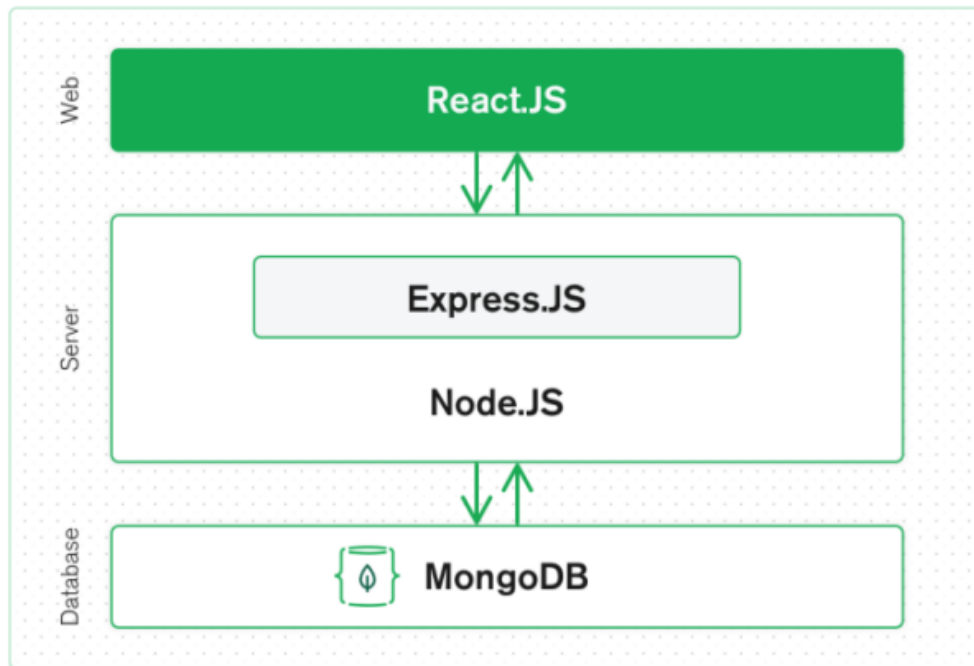 Web
React.JS
Server
Express.JS
Node.JS
Database
MongoDB